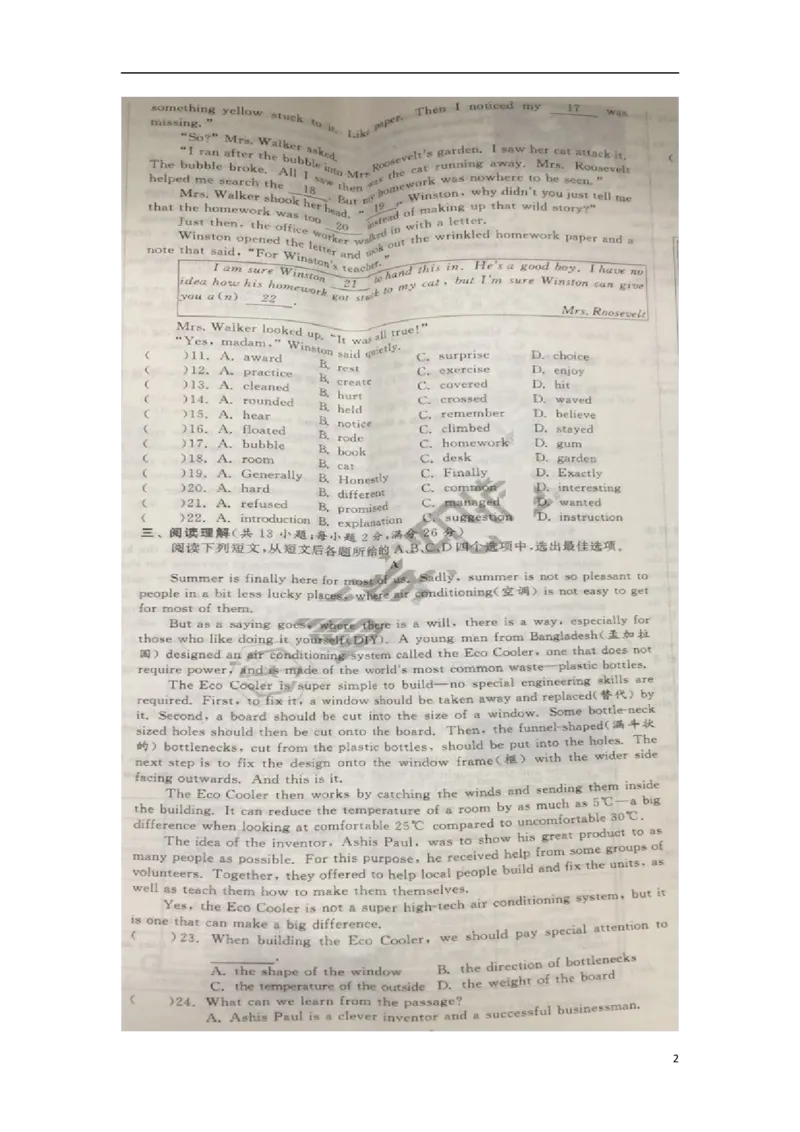 something yellow stuck to it. Like paper. Then I noticed my 17 was
missing.”
“So?” Mrs. Walker asked.
“I ran after the bubble into Mrs Roosevelt's garden. I saw her cat attack it.
The bubble broke. All I saw then was the cat running away. Mrs. Roosevelt
helped me search the 18 . But my homework was nowhere to be seen.”
Mrs. Walker shook her head. “ 19 ” Winston, why didn't you just tell me
that the homework was too 20 instead of making up that wild story?”
Just then, the office worker walked in with a letter.
Winston opened the letter and took out the wrinkled homework paper and a
note that said, “For Winston's teacher.”
I am sure Winston 21 to hand this in. He's a good boy. I have no
idea how his homework got stuck to my cat, but I'm sure Winston can give
you a(n) 22 .
Mrs. Roosevelt
Mrs. Walker looked up. “It was all true!”
“Yes, madam,” Winston said quietly.
( )11. A. award B. rest C. surprise D. choice
( )12. A. practice B. create C. exercise D. enjoy
( )13. A. cleaned B. hurt C. covered D. hit
( )14. A. rounded B. held C. crossed D. waved
( )15. A. hear B. notice C. remember D. believe
( )16. A. floated B. rode C. climbed D. stayed
( )17. A. bubble B. book C. homework D. gum
( )18. A. room B. cat C. desk D. garden
( )19. A. Generally B. Honestly C. Finally D. Exactly
( )20. A. hard B. different C. common D. interesting
( )21. A. refused B. promised C. managed D. wanted
( )22. A. introduction B. explanation C. suggestion D. instruction
三、阅读理解(共 13 小题;每小题 2 分,满分 26 分)
阅读下列短文,从短文后各题所给的 A、B、C、D 四个选项中,选出最佳选项。
A
Summer is finally here for most of us. Sadly, summer is not so pleasant to
people in a bit less lucky places, where air conditioning(空调) is not easy to get
for most of them.
But as a saying goes, where there is a will, there is a way, especially for
those who like doing it yourself(DIY). A young man from Bangladesh(孟加拉
国) designed an air conditioning system called the Eco Cooler, one that does not
require power, and is made of the world's most common waste—plastic bottles.
The Eco Cooler is super simple to build—no special engineering skills are
required. First, to fix it, a window should be taken away and replaced(替代) by
it. Second, a board should be cut into the size of a window. Some bottle-neck
sized holes should then be cut onto the board. Then, the funnel-shaped(漏斗状
的) bottlenecks, cut from the plastic bottles, should be put into the holes. The
next step is to fix the design onto the window frame(框) with the wider side
facing outwards. And this is it.
The Eco Cooler then works by catching the winds and sending them inside
the building. It can reduce the temperature of a room by as much as 5℃—a big
difference when looking at comfortable 25℃ compared to uncomfortable 30℃.
The idea of the inventor, Ashis Paul, was to show his great product to as
many people as possible. For this purpose, he received help from some groups of
volunteers. Together, they offered to help local people build and fix the units, as
well as teach them how to make them themselves.
Yes, the Eco Cooler is not a super high-tech air conditioning system, but it
is one that can make a big difference.
( )23. When building the Eco Cooler, we should pay special attention to
.
A. the shape of the window B. the direction of bottlenecks
C. the temperature of the outside D. the weight of the board
( )24. What can we learn from the passage?
A. Ashis Paul is a clever inventor and a successful businessman.
2